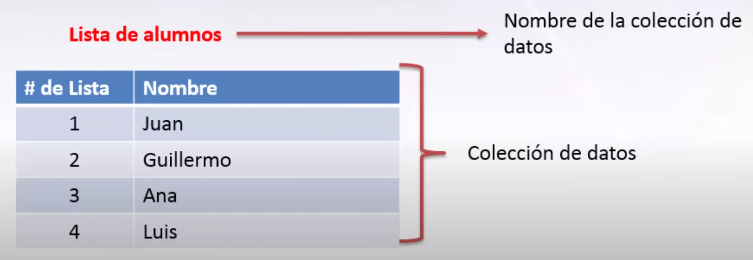 Lista de alumnos
Nombre de la colección de
datos
# de Lista Nombre
1 Juan
2 Guillermo
3 Ana
4 Luis
Colección de datos